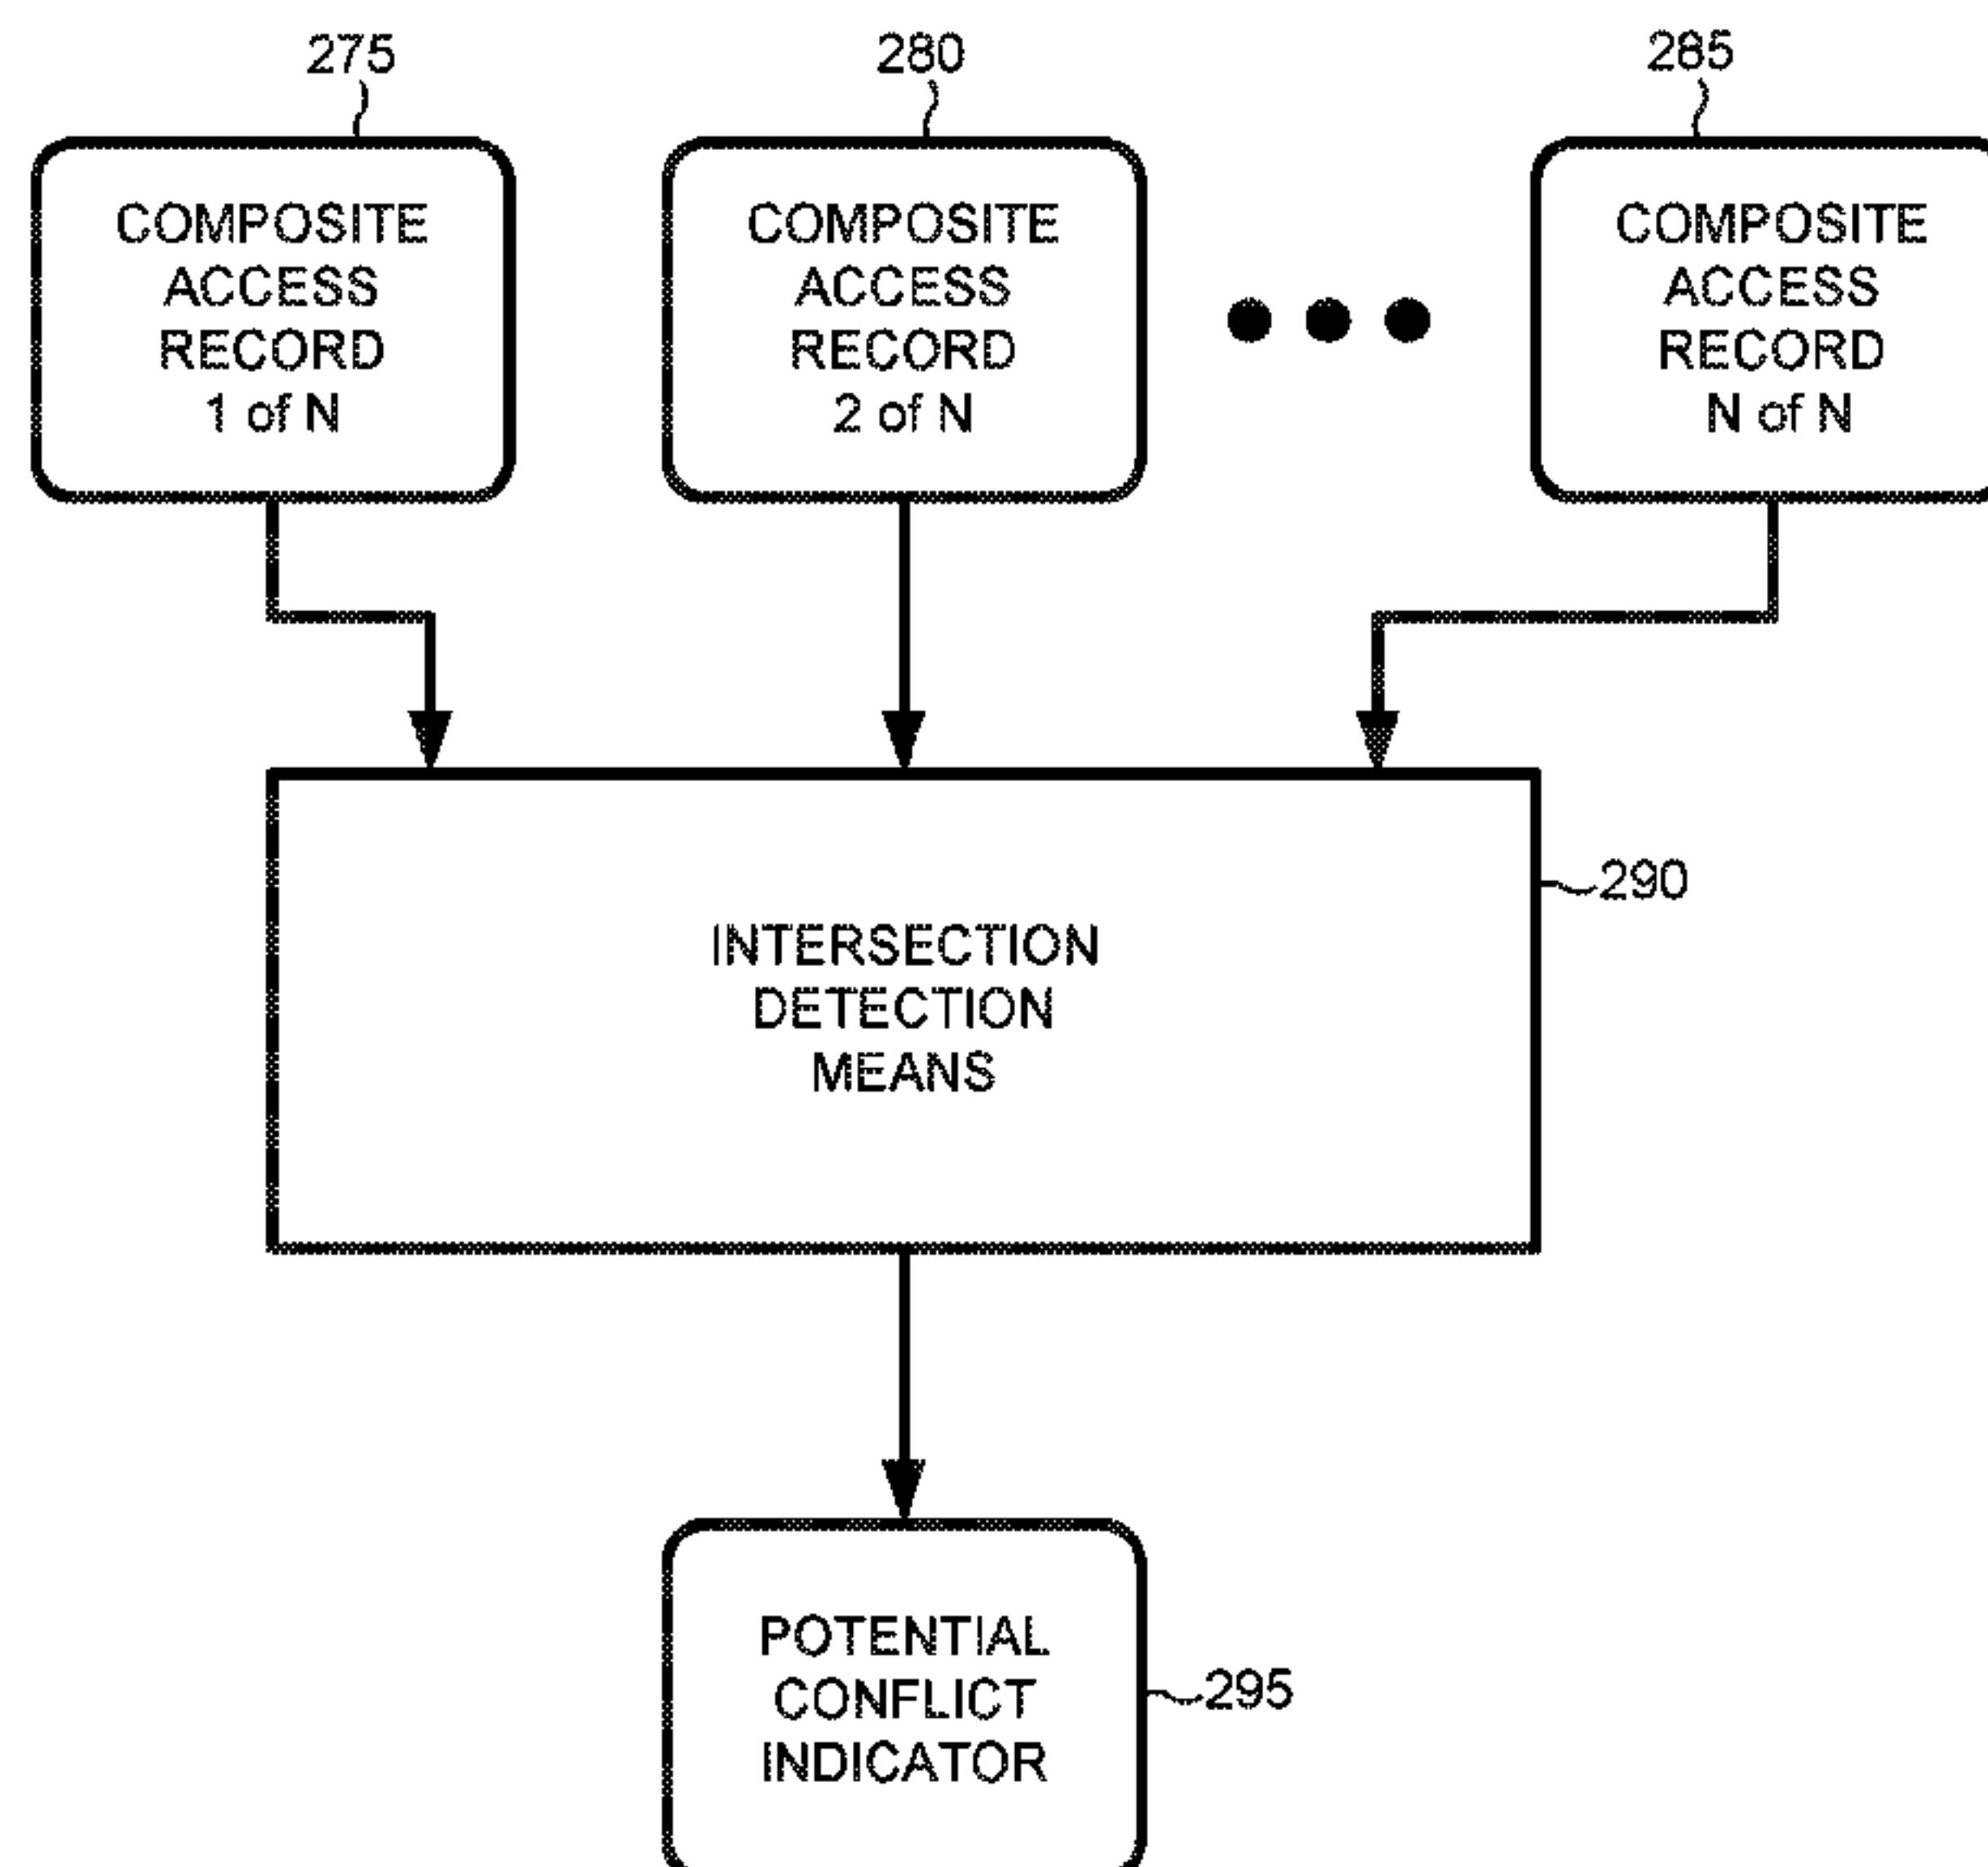 275
280
285
COMPOSITE
ACCESS
RECORD
1 of N
COMPOSITE
ACCESS
RECORD
2 of N
COMPOSITE
ACCESS
RECORD
N of N
290
INTERSECTION
DETECTION
MEANS
POTENTIAL
CONFLICT
INDICATOR
295